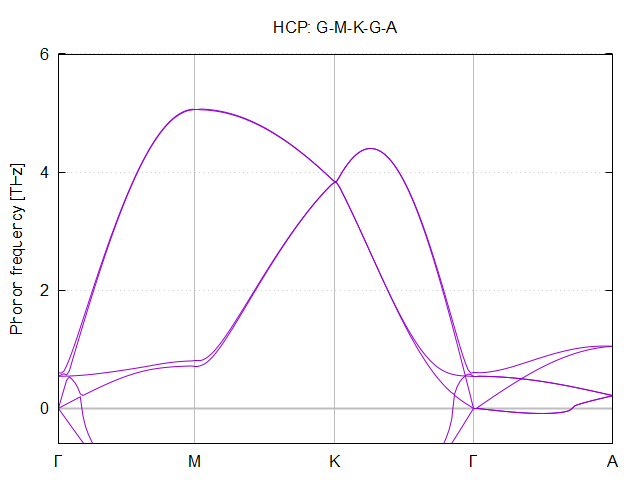 HCP: G-M-K-G-A
6
4
2
0
Phonon frequency [THz]
Γ M K Γ A